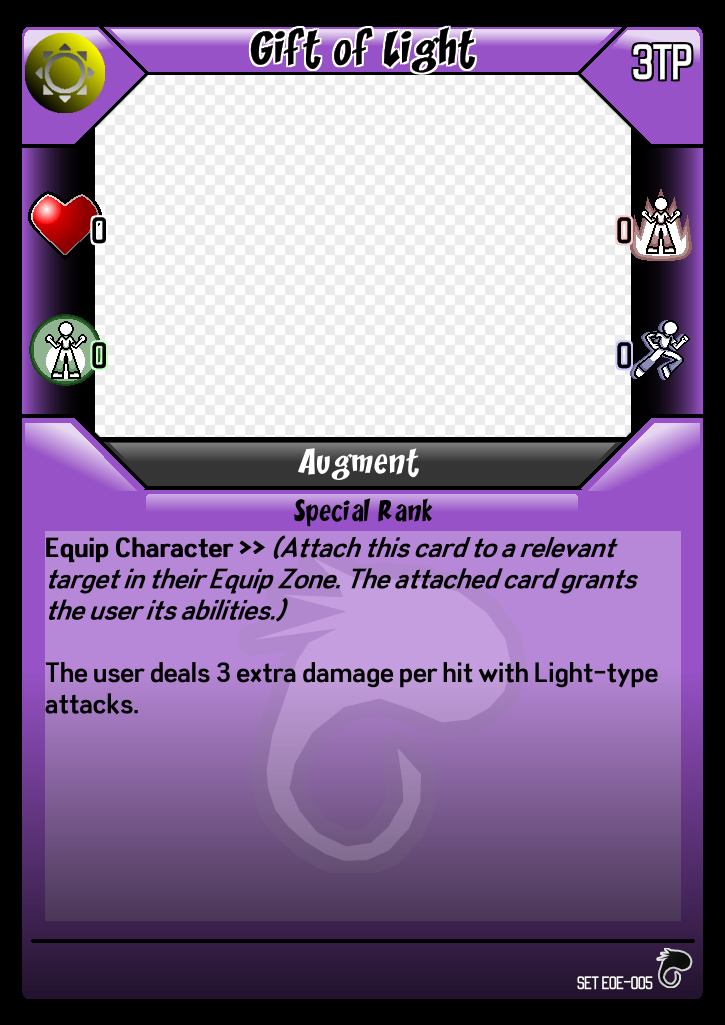 Gift of Light
3TP
0
0
0
0
Augment
Special Rank
Equip Character >> (Attach this card to a relevant
target in their Equip Zone. The attached card grants
the user its abilities.)
The user deals 3 extra damage per hit with Light-type
attacks.
SET EOE-005